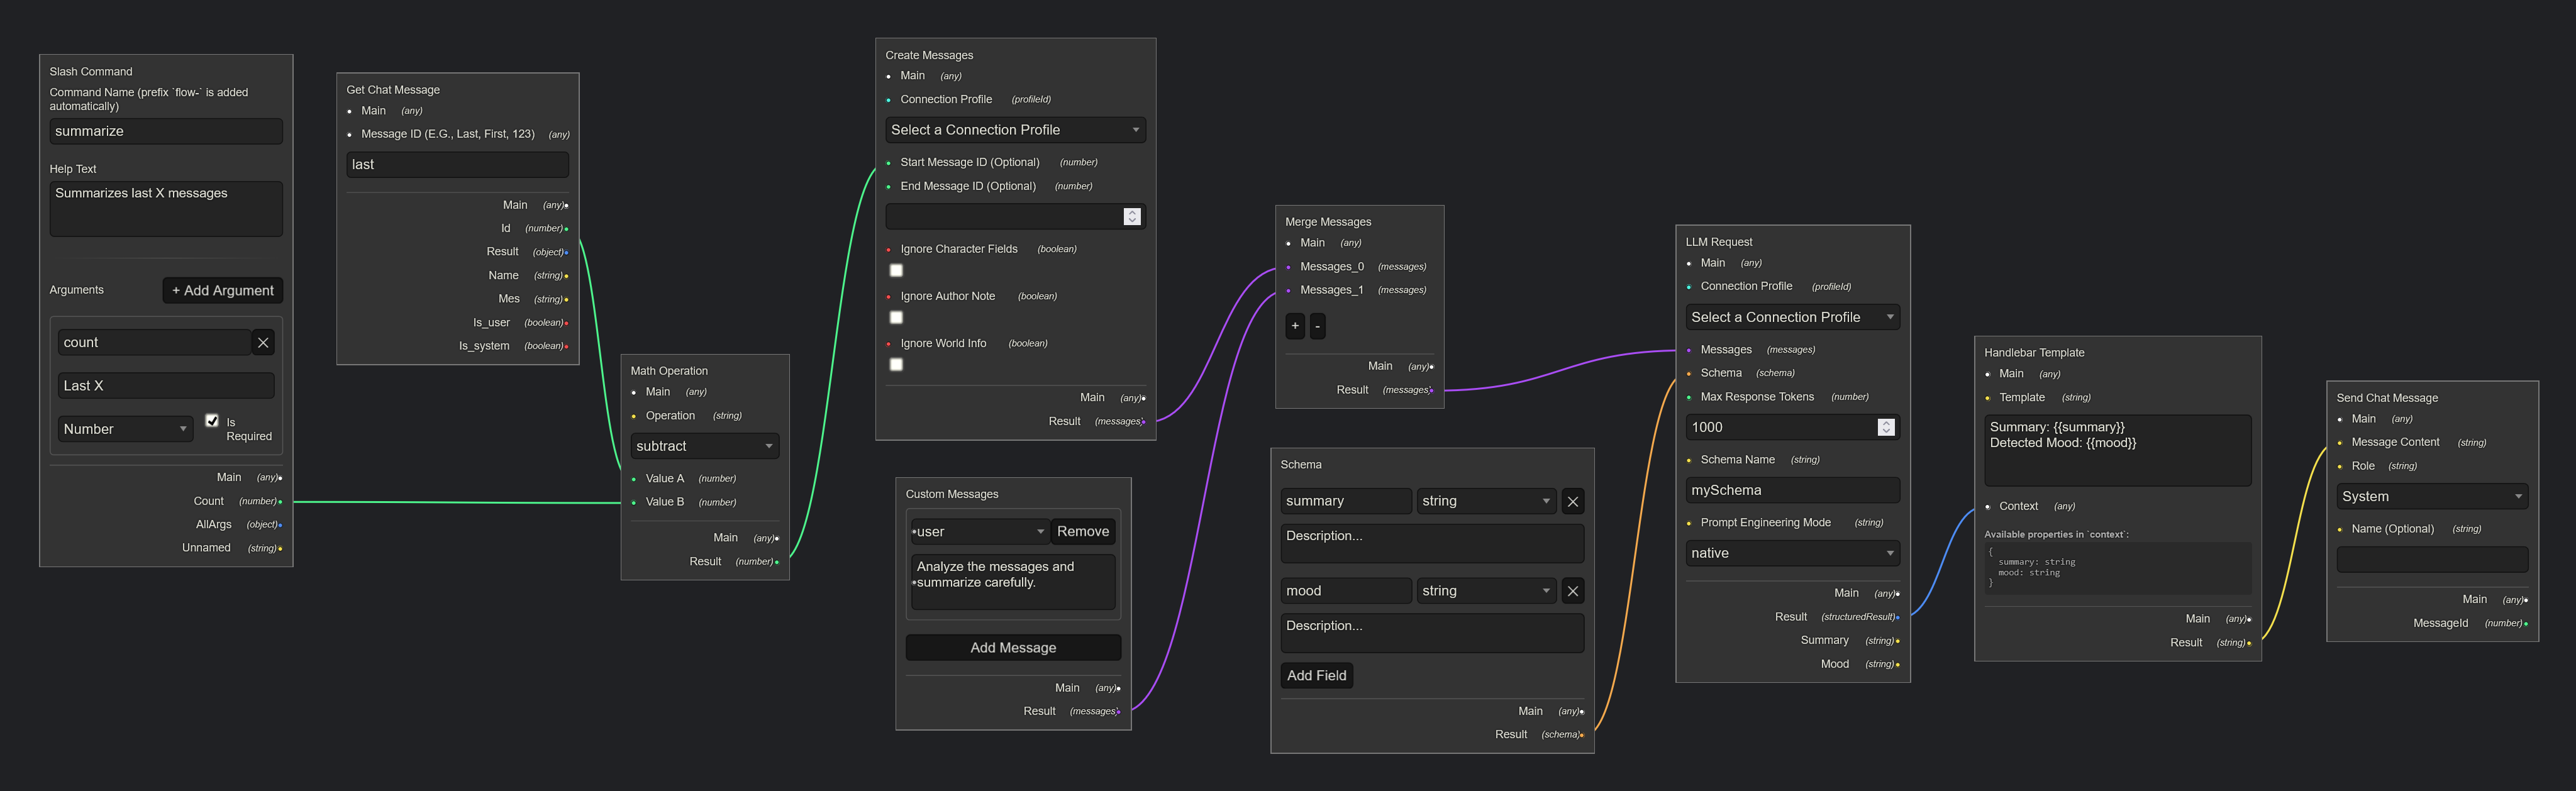 Slash Command
Command Name (prefix `flow-` is added
automatically)
summarize
Help Text
Summarizes last X messages
Arguments
+ Add Argument
count
Last X
Number
Is
Required
Main (any)
Count (number)
AllArgs (object)
Unnamed (string)
Get Chat Message
Main (any)
Message ID (E.G., Last, First, 123) (any)
last
Main (any)
Id (number)
Result (object)
Name (string)
Mes (string)
Is_user (boolean)
Is_system (boolean)
Math Operation
Main (any)
Operation (string)
subtract
Value A (number)
Value B (number)
Main (any)
Result (number)
Create Messages
Main (any)
Connection Profile (profileId)
Select a Connection Profile
Start Message ID (Optional) (number)
End Message ID (Optional) (number)
Ignore Character Fields (boolean)
Ignore Author Note (boolean)
Ignore World Info (boolean)
Main (any)
Result (messages)
Custom Messages
user
Remove
Analyze the messages and
summarize carefully.
Add Message
Main (any)
Result (messages)
Merge Messages
Main (any)
Messages_0 (messages)
Messages_1 (messages)
+ -
Main (any)
Result (messages)
Schema
summary string
Description...
mood string
Description...
Add Field
Main (any)
Result (schema)
LLM Request
Main (any)
Connection Profile (profileId)
Select a Connection Profile
Messages (messages)
Schema (schema)
Max Response Tokens (number)
1000
Schema Name (string)
mySchema
Prompt Engineering Mode (string)
native
Main (any)
Result (structuredResult)
Summary (string)
Mood (string)
Handlebar Template
Main (any)
Template (string)
Summary: {{summary}}
Detected Mood: {{mood}}
Context (any)
Available properties in `context`:
{
summary: string
mood: string
}
Main (any)
Result (string)
Send Chat Message
Main (any)
Message Content (string)
Role (string)
System
Name (Optional) (string)
Main (any)
MessageId (number)